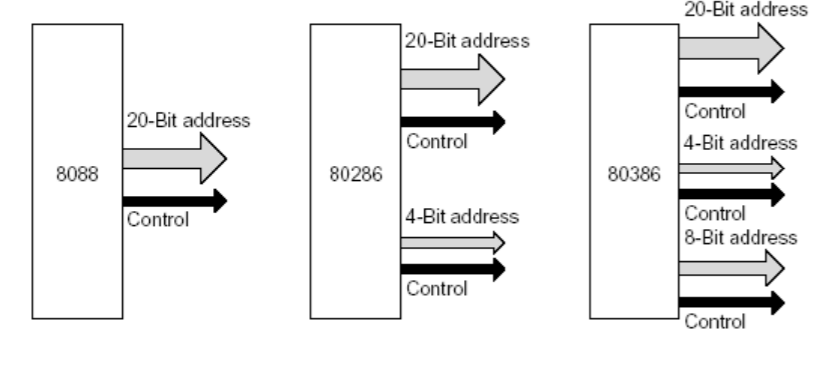 20-Bit address
8088
Control
20-Bit address
Control
80286
4-Bit address
Control
20-Bit address
Control
4-Bit address
80386
Control
8-Bit address
Control